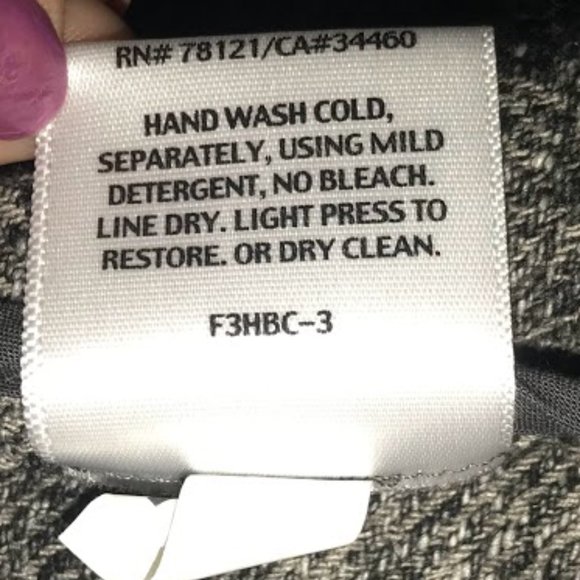 RN# 78121/CA#34460
HAND WASH COLD,
SEPARATELY, USING MILD
DETERGENT, NO BLEACH.
LINE DRY. LIGHT PRESS TO
RESTORE. OR DRY CLEAN.
F3HBC-3